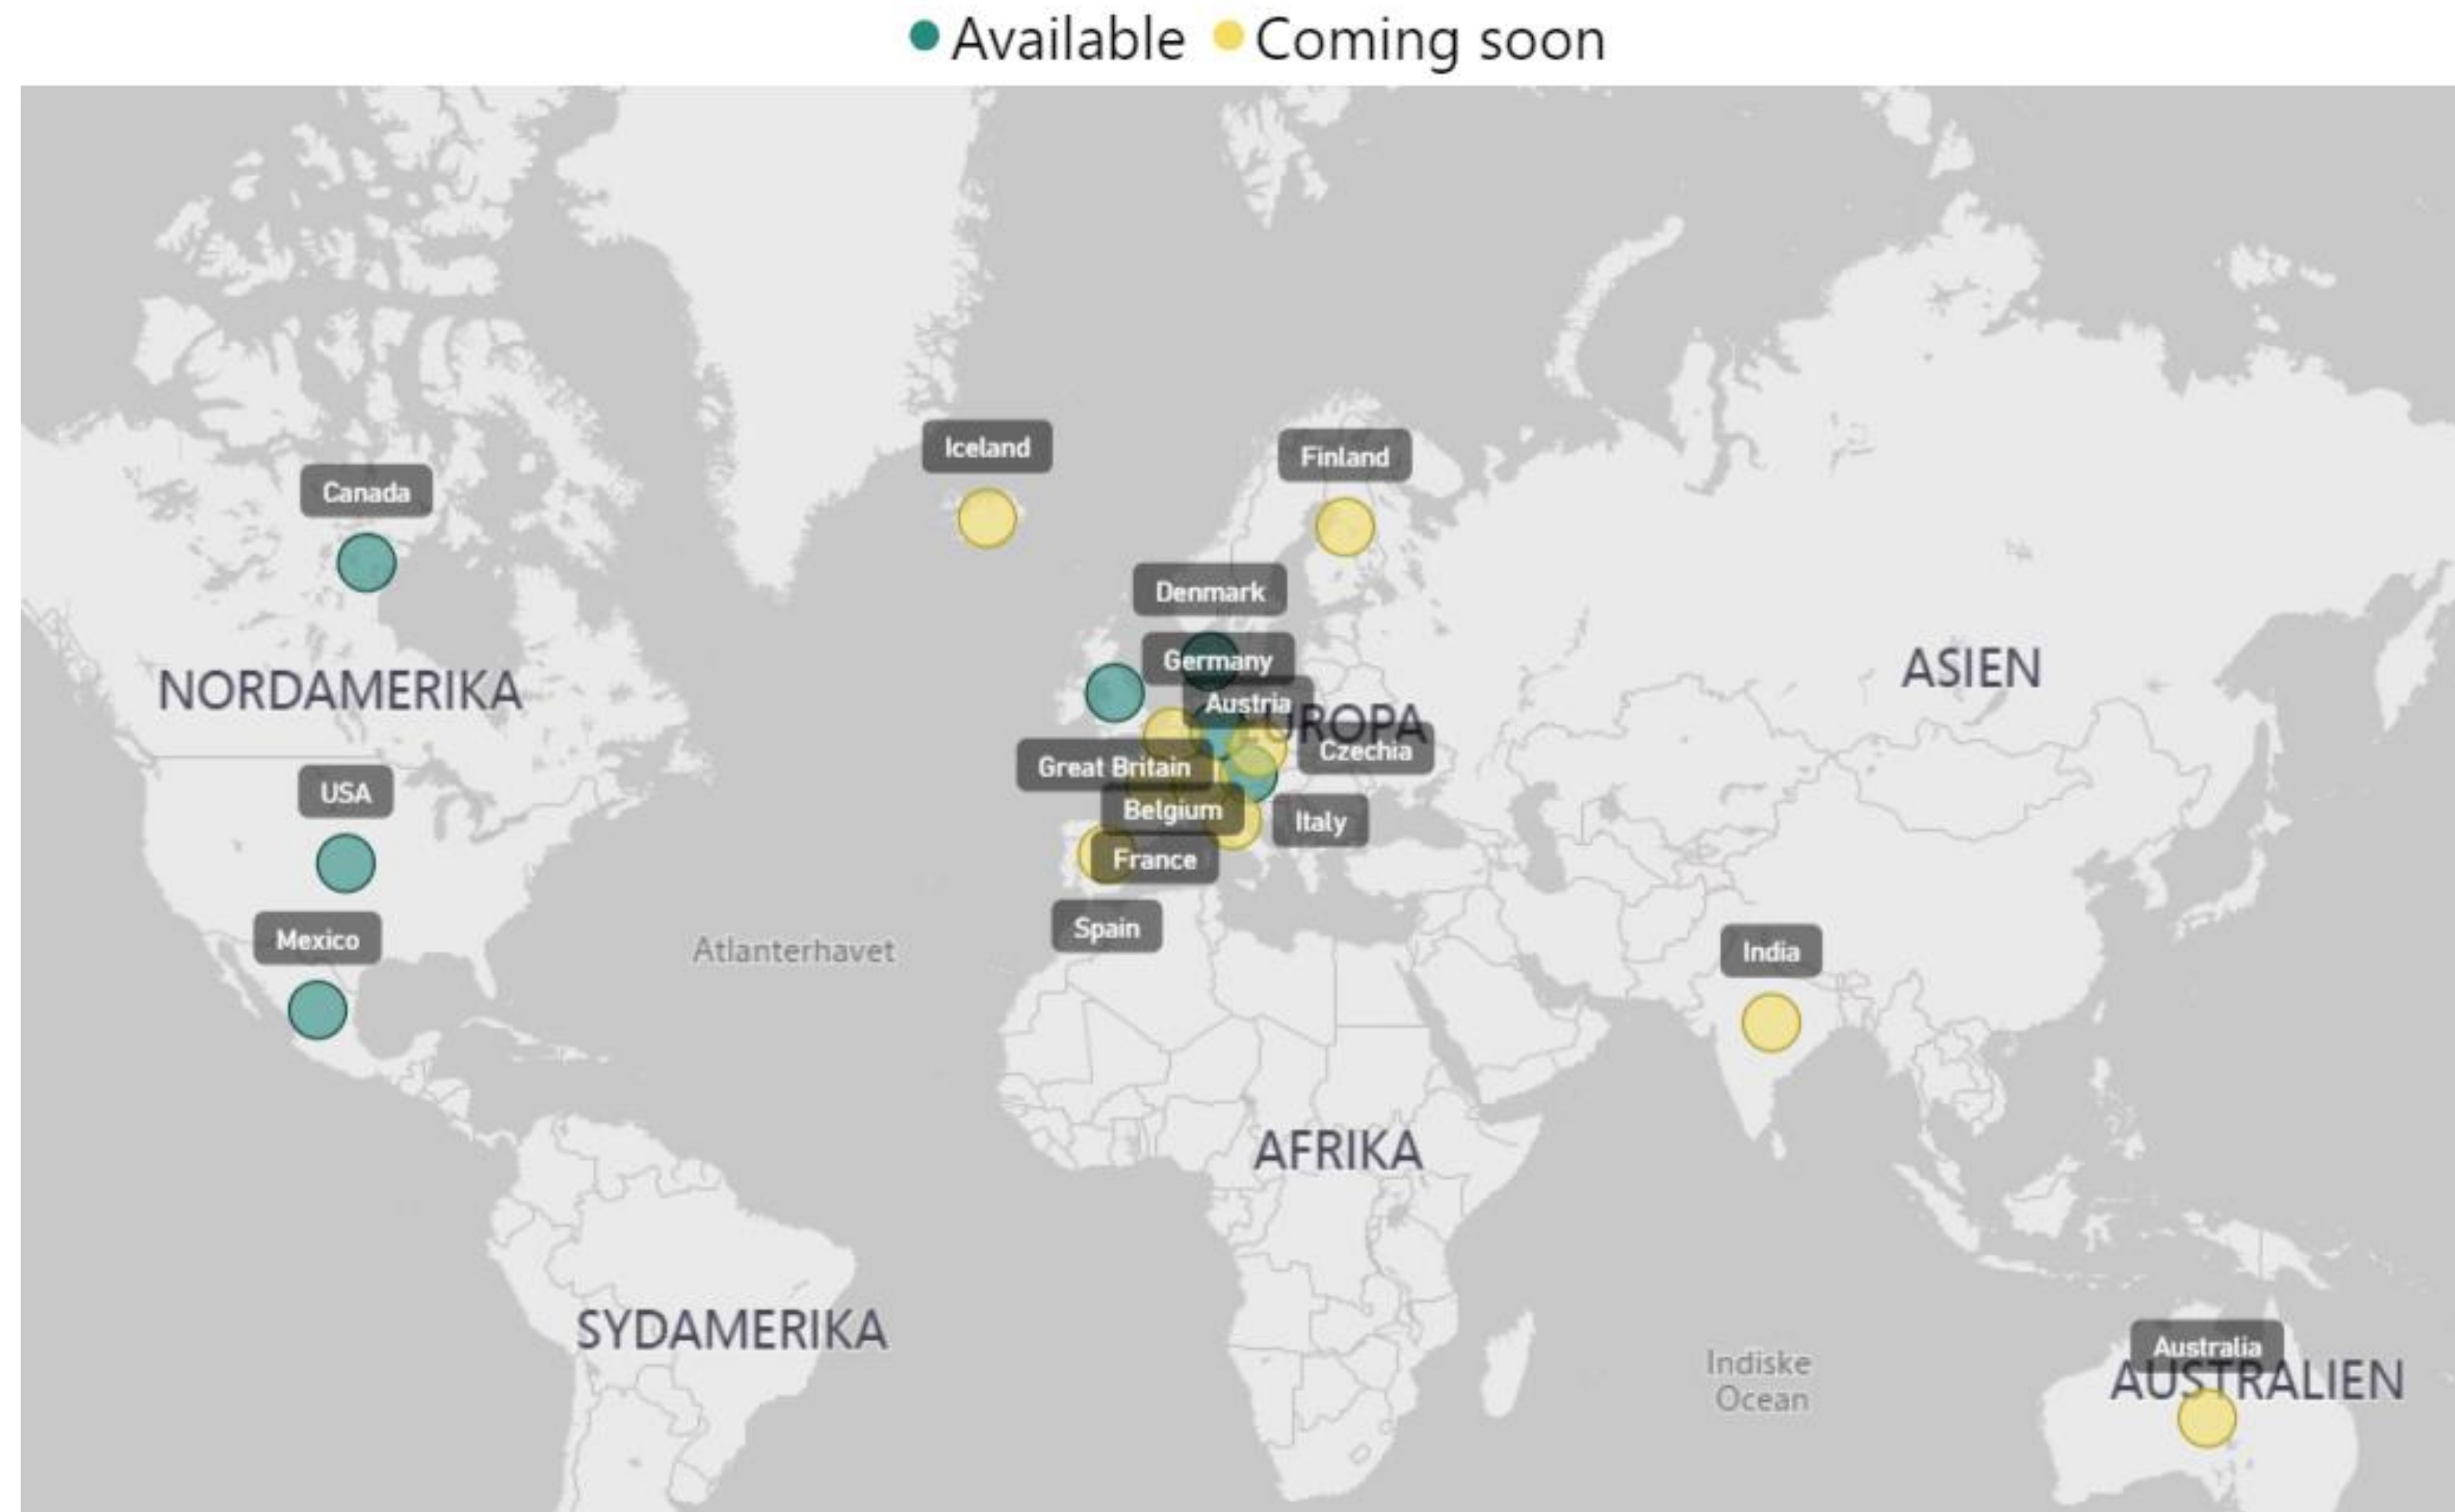 Available Coming soon
Iceland
Finland
Canada
Denmark
Germany
NORDAMERIKA
ASIEN
Austria
UROPA
Czechia
Great Britain
USA
Belgium
Italy
France
Mexico
Spain
Atlanterhavet
India
AFRIKA
SYDAMERIKA
Australia
Indiske
Ocean
AUSTRALIEN